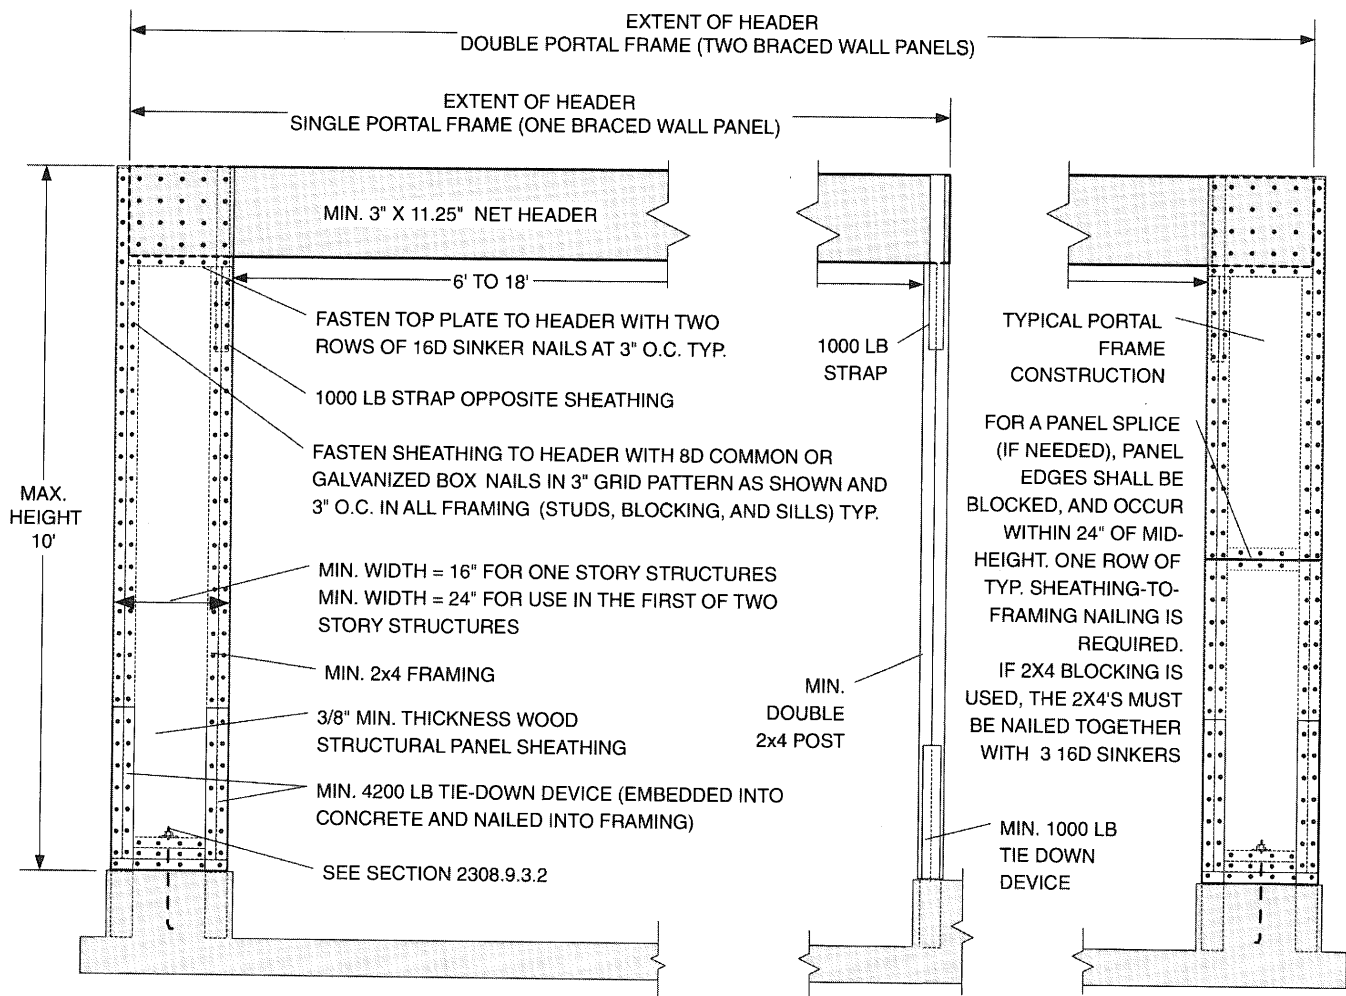 EXTENT OF HEADER
DOUBLE PORTAL FRAME (TWO BRACED WALL PANELS)
EXTENT OF HEADER
SINGLE PORTAL FRAME (ONE BRACED WALL PANEL)
MIN. 3" X 11.25" NET HEADER
6' TO 18'
FASTEN TOP PLATE TO HEADER WITH TWO
ROWS OF 16D SINKER NAILS AT 3" O.C. TYP.
1000 LB STRAP OPPOSITE SHEATHING
FASTEN SHEATHING TO HEADER WITH 8D COMMON OR
GALVANIZED BOX NAILS IN 3" GRID PATTERN AS SHOWN AND
3" O.C. IN ALL FRAMING (STUDS, BLOCKING, AND SILLS) TYP.
MAX.
HEIGHT
10'
MIN. WIDTH = 16" FOR ONE STORY STRUCTURES
MIN. WIDTH = 24" FOR USE IN THE FIRST OF TWO
STORY STRUCTURES
MIN. 2x4 FRAMING
3/8" MIN. THICKNESS WOOD
STRUCTURAL PANEL SHEATHING
MIN. 4200 LB TIE-DOWN DEVICE (EMBEDDED INTO
CONCRETE AND NAILED INTO FRAMING)
SEE SECTION 2308.9.3.2
1000 LB
STRAP
MIN.
DOUBLE
2x4 POST
TYPICAL PORTAL
FRAME
CONSTRUCTION
FOR A PANEL SPLICE
(IF NEEDED), PANEL
EDGES SHALL BE
BLOCKED, AND OCCUR
WITHIN 24" OF MID-
HEIGHT. ONE ROW OF
TYP. SHEATHING-TO-
FRAMING NAILING IS
REQUIRED.
IF 2X4 BLOCKING IS
USED, THE 2X4'S MUST
BE NAILED TOGETHER
WITH 3 16D SINKERS
MIN. 1000 LB
TIE DOWN
DEVICE